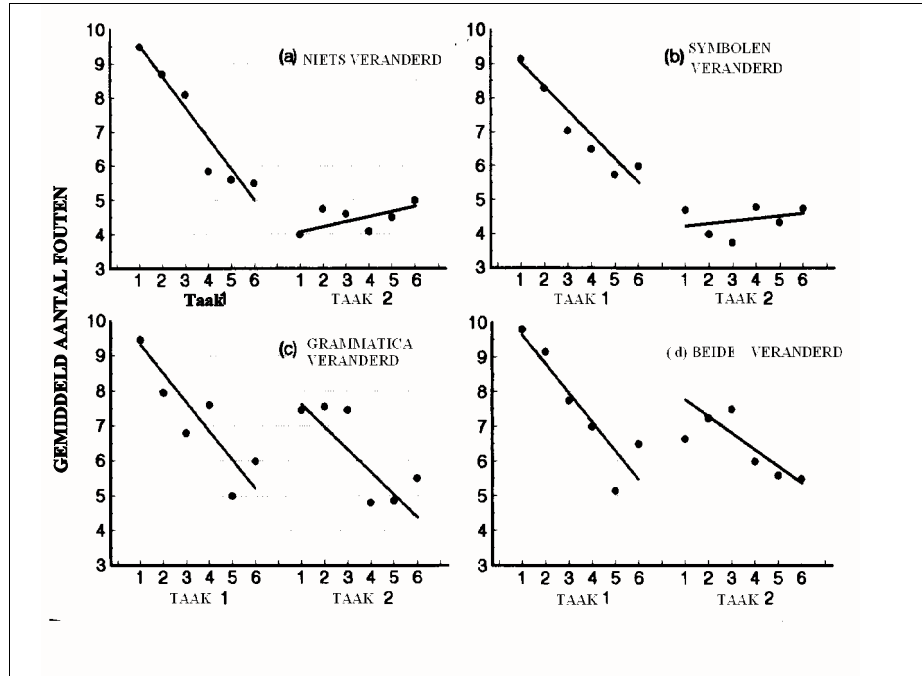 GEMIDDELD AANTAL FOUTEN
(a) NIETS VERANDERD
10
9
8
7
6
5
4
3
1 2 3 4 5 6 1 2 3 4 5 6
Taak1 TAAK 2
(b) SYMBOLEN
VERANDERD
10
9
8
7
6
5
4
3
1 2 3 4 5 6 1 2 3 4 5 6
TAAK 1 TAAK 2
(c) GRAMMATICA
VERANDERD
10
9
8
7
6
5
4
3
1 2 3 4 5 6 1 2 3 4 5 6
TAAK 1 TAAK 2
(d) BEIDE VERANDERD
10
9
8
7
6
5
4
3
1 2 3 4 5 6 1 2 3 4 5 6
TAAK 1 TAAK 2